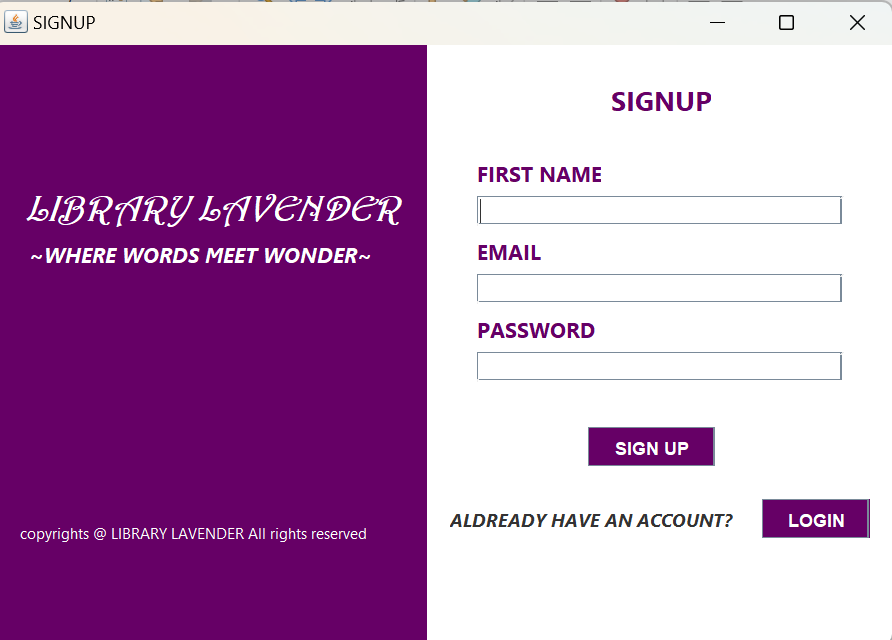 SIGNUP
LIBRARY LAVENDER
~WHERE WORDS MEET WONDER~
copyrights @ LIBRARY LAVENDER All rights reserved
SIGNUP
FIRST NAME
EMAIL
PASSWORD
SIGN UP
ALDREADY HAVE AN ACCOUNT?
LOGIN